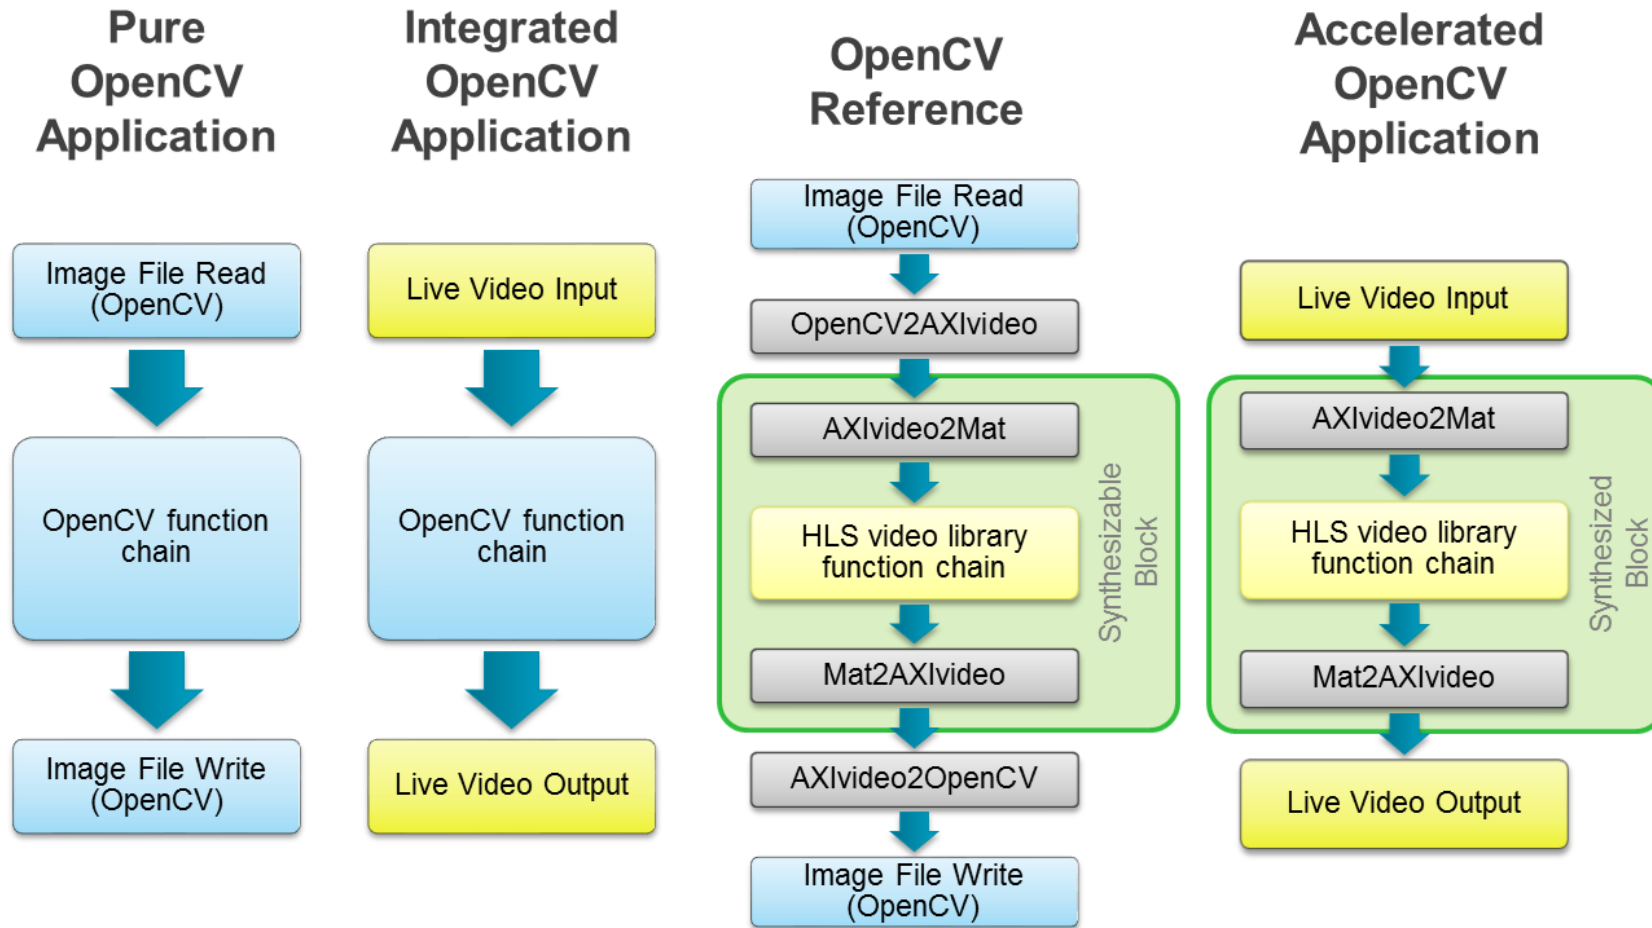 Pure
OpenCV
Application
Image File Read
(OpenCV)
OpenCV function
chain
Image File Write
(OpenCV)
Integrated
OpenCV
Application
Live Video Input
OpenCV function
chain
Live Video Output
OpenCV
Reference
Image File Read
(OpenCV)
OpenCV2AXIvideo
AXIvideo2Mat
HLS video library
function chain
Mat2AXIvideo
Synthesizable
Block
AXIvideo2OpenCV
Image File Write
(OpenCV)
Accelerated
OpenCV
Application
Live Video Input
AXIvideo2Mat
HLS video library
function chain
Mat2AXIvideo
Synthesized
Block
Live Video Output